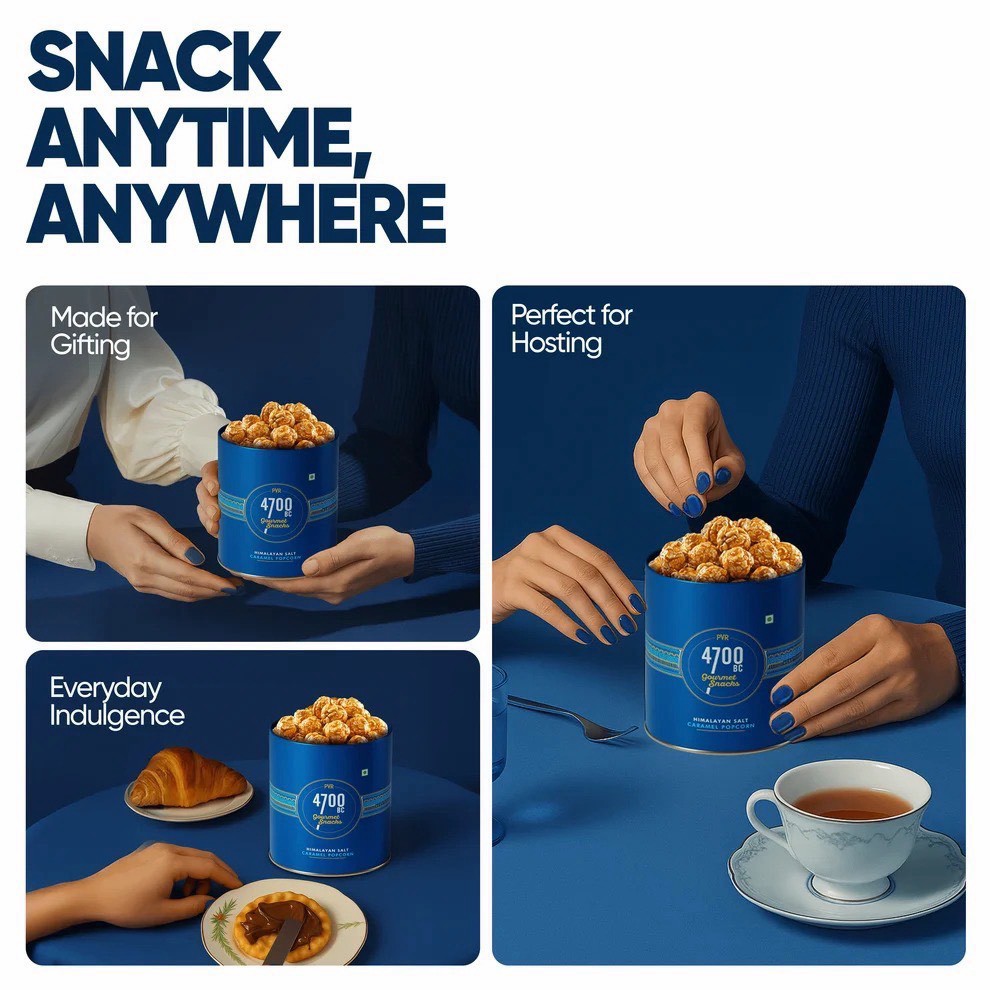 SNACK
ANYTIME,
ANYWHERE
Made for
Gifting
PVR
4700
BC
Gourmet
Snacks
HIMALAYAN SALT
CARAMEL POPCORN
Perfect for
Hosting
PVR
4700
BC
Gourmet
Snacks
HIMALAYAN SALT
CARAMEL POPCORN
Everyday
Indulgence
PVR
4700
BC
Gourmet
Snacks
HIMALAYAN SALT
CARAMEL POPCORN